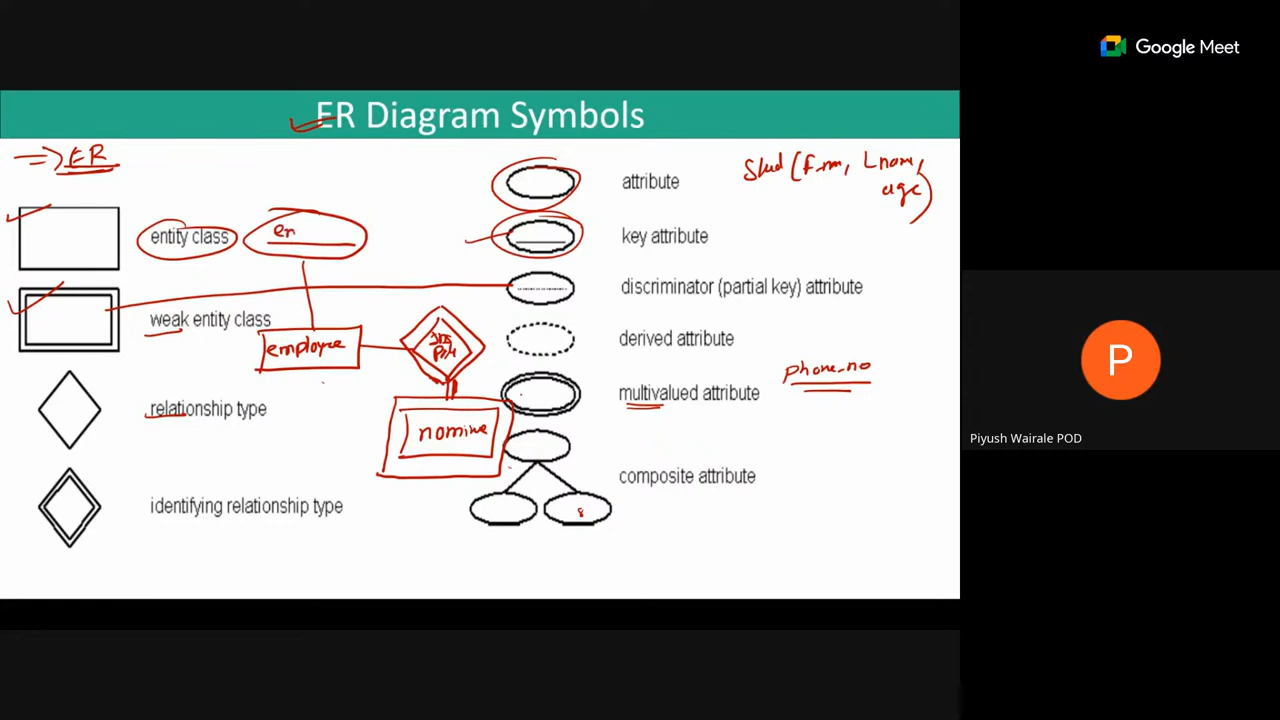 Google Meet
ER Diagram Symbols
=> ER
Stud (f_nm, Lnam,
age)
attribute
entity class
en
key attribute
discriminator (partial key) attribute
weak entity class
employee
derived attribute
phone_no
multivalued attribute
relationship type
nomine
composite attribute
identifying relationship type
P
Piyush Wairale POD